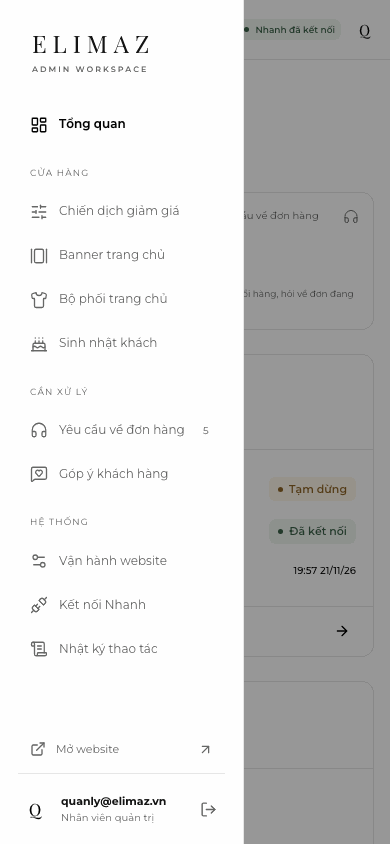 ELIMAZ
ADMIN WORKSPACE
Nhanh đã kết nối
Q
Tổng quan
CỬA HÀNG
Chiến dịch giảm giá
Banner trang chủ
Bộ phối trang chủ
Sinh nhật khách
CẦN XỬ LÝ
Yêu cầu về đơn hàng 5
Góp ý khách hàng
HỆ THỐNG
Vận hành website
Kết nối Nhanh
Nhật ký thao tác
Mở website
Q
quanly@elimaz.vn
Nhân viên quản trị
về đơn hàng
hàng, hỏi về đơn đang
Tạm dừng
Đã kết nối
19:57 21/11/26